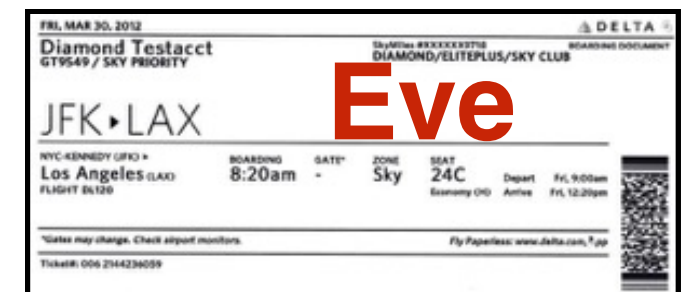 FRI, MAR 30, 2012
DELTA
Diamond Testacct
GT9549 / SKY PRIORITY
SkyMiles #XXXXXX9718
DIAMOND/ELITEPLUS/SKY CLUB
BOARDING DOCUMENT
Eve
JFK▸LAX
NYC-KENNEDY (JFK) ▸
Los Angeles (LAX)
FLIGHT DL120
BOARDING
8:20am
GATE*
-
ZONE
Sky
SEAT
24C
Economy (H)
Depart Fri, 9:00am
Arrive Fri, 12:20pm
*Gates may change. Check airport monitors.
Fly Paperless: www.delta.com/
Ticket#: 006 2144236059